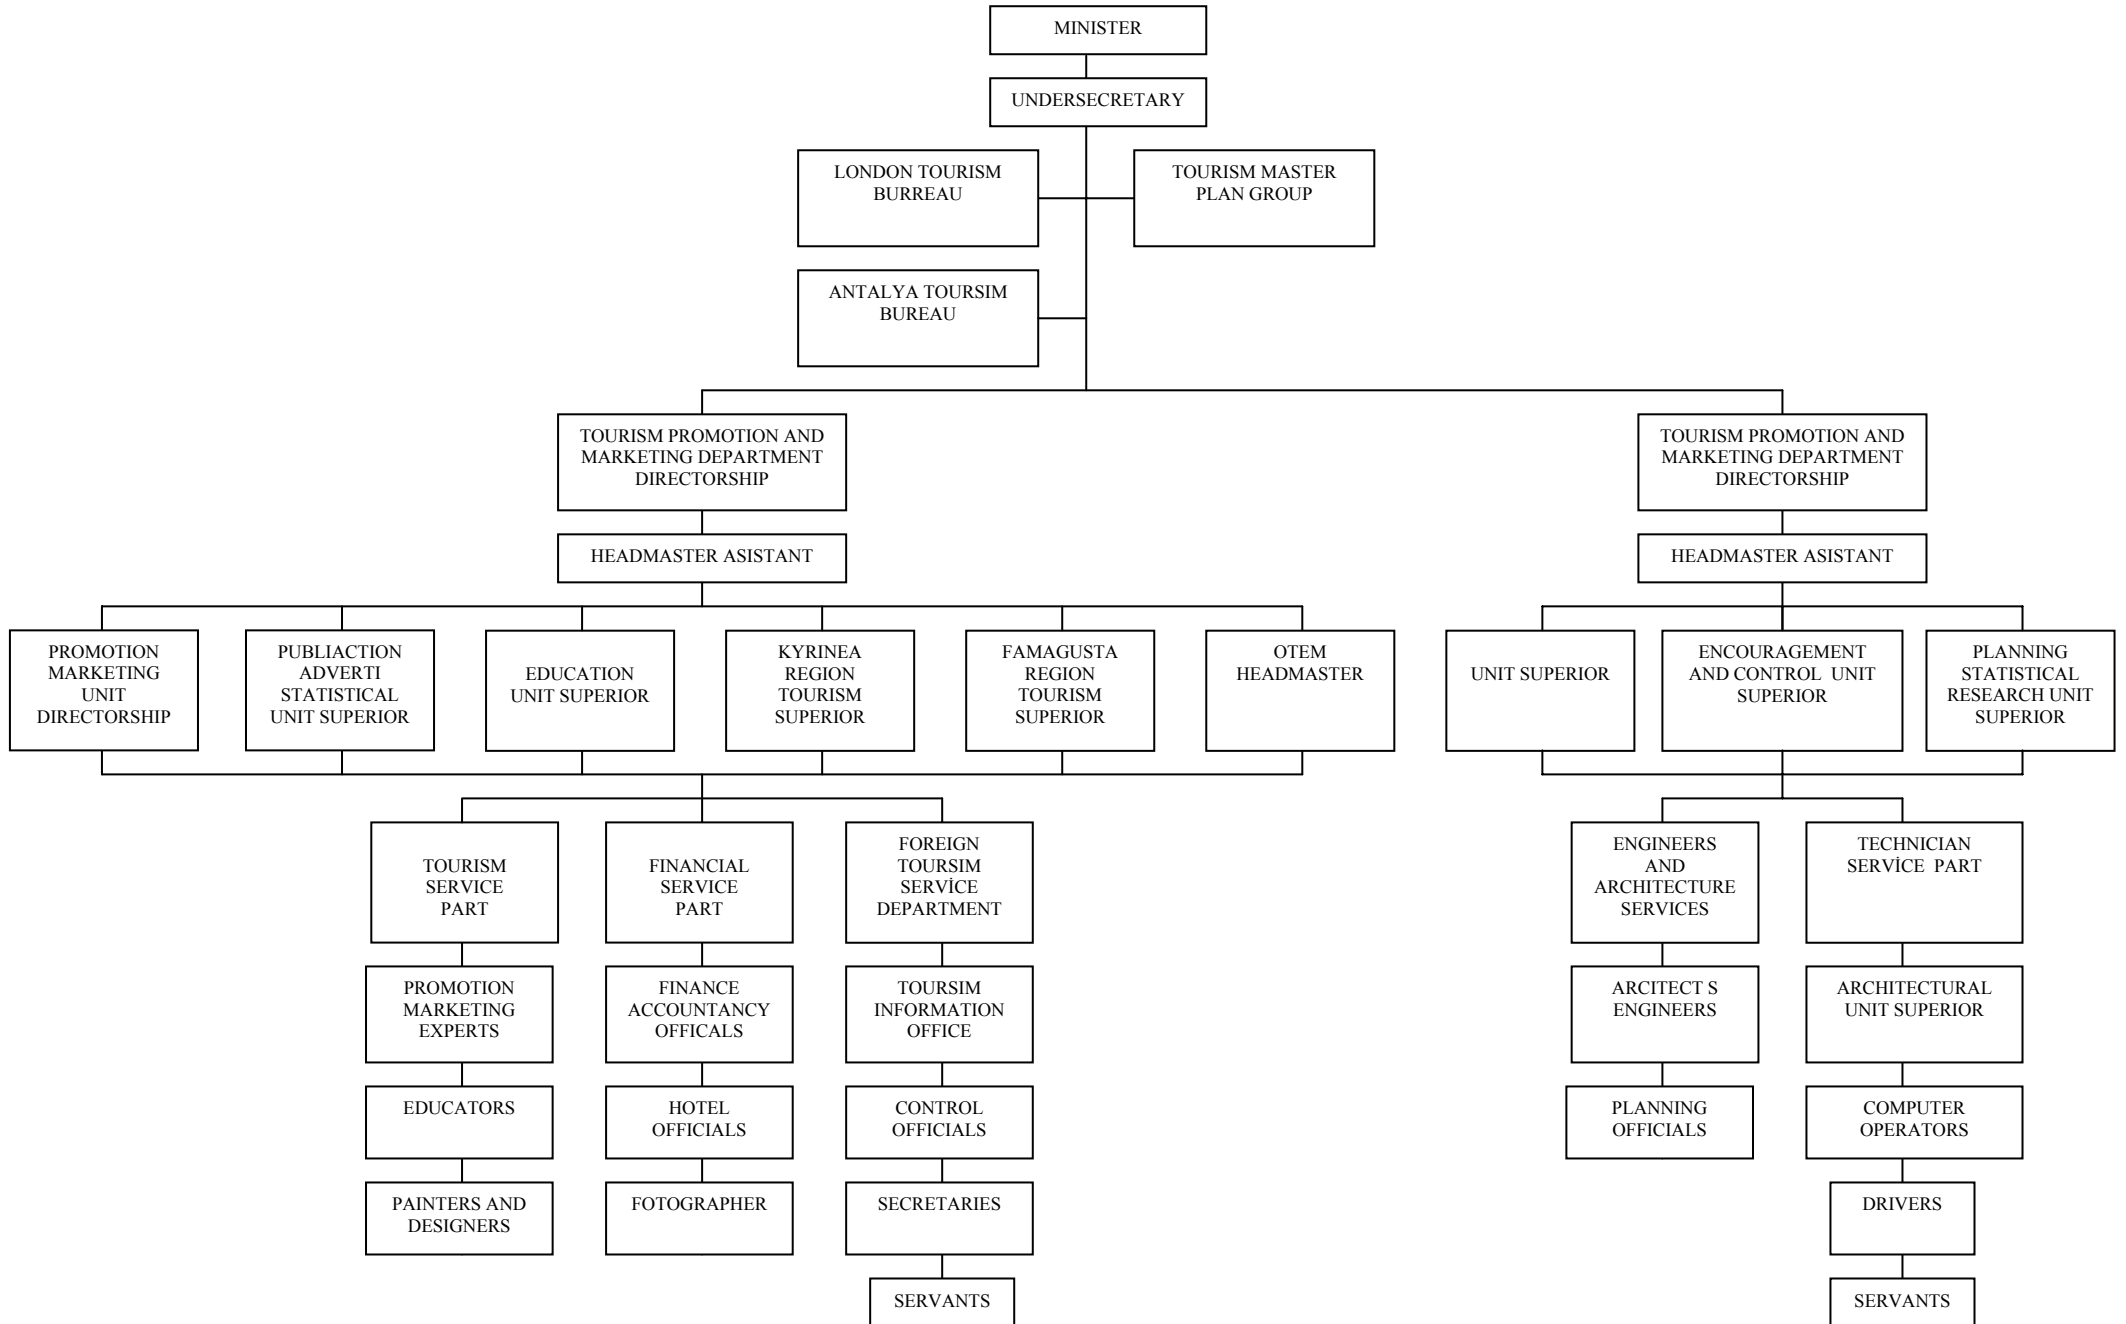 MINISTER
UNDERSECRETARY
LONDON TOURISM
BURREAU
TOURISM MASTER
PLAN GROUP
ANTALYA TOURSIM
BUREAU
TOURISM PROMOTION AND
MARKETING DEPARTMENT
DIRECTORSHIP
TOURISM PROMOTION AND
MARKETING DEPARTMENT
DIRECTORSHIP
HEADMASTER ASISTANT
HEADMASTER ASISTANT
PROMOTION
MARKETING
UNIT
DIRECTORSHIP
PUBLIACTION
ADVERTI
STATISTICAL
UNIT SUPERIOR
EDUCATION
UNIT SUPERIOR
KYRINEA
REGION
TOURISM
SUPERIOR
FAMAGUSTA
REGION
TOURISM
SUPERIOR
OTEM
HEADMASTER
UNIT SUPERIOR
ENCOURAGEMENT
AND CONTROL UNIT
SUPERIOR
PLANNING
STATISTICAL
RESEARCH UNIT
SUPERIOR
TOURISM
SERVICE
PART
FINANCIAL
SERVICE
PART
FOREIGN
TOURSIM
SERVİCE
DEPARTMENT
ENGINEERS
AND
ARCHITECTURE
SERVICES
TECHNICIAN
SERVİCE PART
PROMOTION
MARKETING
EXPERTS
FINANCE
ACCOUNTANCY
OFFICALS
TOURSIM
INFORMATION
OFFICE
ARCITECT S
ENGINEERS
ARCHITECTURAL
UNIT SUPERIOR
EDUCATORS
HOTEL
OFFICIALS
CONTROL
OFFICIALS
PLANNING
OFFICIALS
COMPUTER
OPERATORS
PAINTERS AND
DESIGNERS
FOTOGRAPHER
SECRETARIES
DRIVERS
SERVANTS
SERVANTS